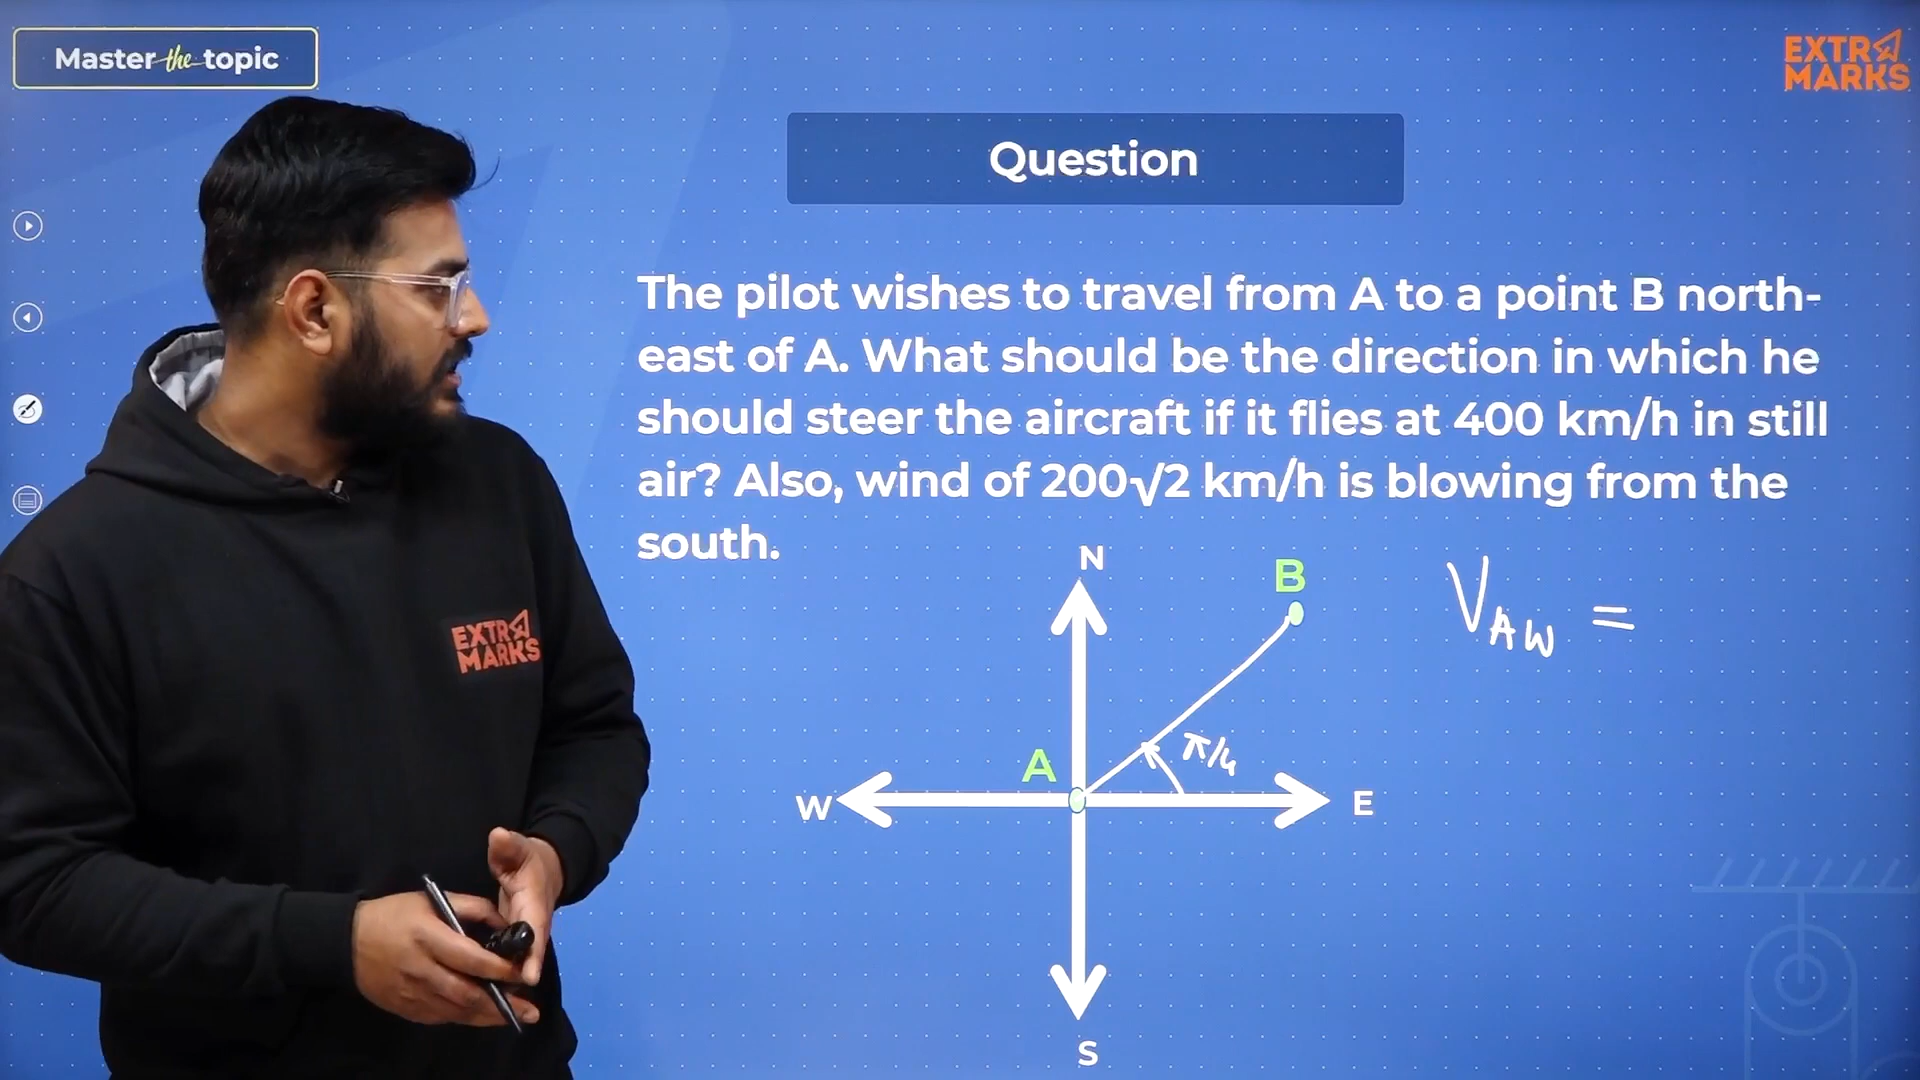 Master the topic
EXTRA
MARKS
Question
The pilot wishes to travel from A to a point B north-
east of A. What should be the direction in which he
should steer the aircraft if it flies at 400 km/h in still
air? Also, wind of 200√2 km/h is blowing from the
south.
N
B
V_AW =
EXTRA
MARKS
π/4
A
W
E
S